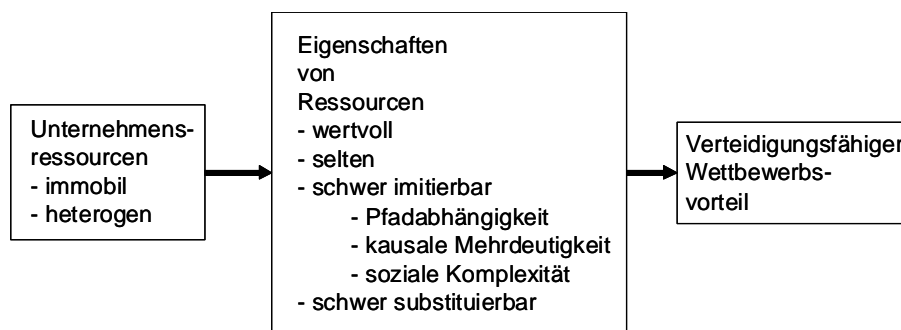 Unternehmens-
ressourcen
- immobil
- heterogen
Eigenschaften
von
Ressourcen
- wertvoll
- selten
- schwer imitierbar
- Pfadabhängigkeit
- kausale Mehrdeutigkeit
- soziale Komplexität
- schwer substituierbar
Verteidigungsfähiger
Wettbewerbs-
vorteil